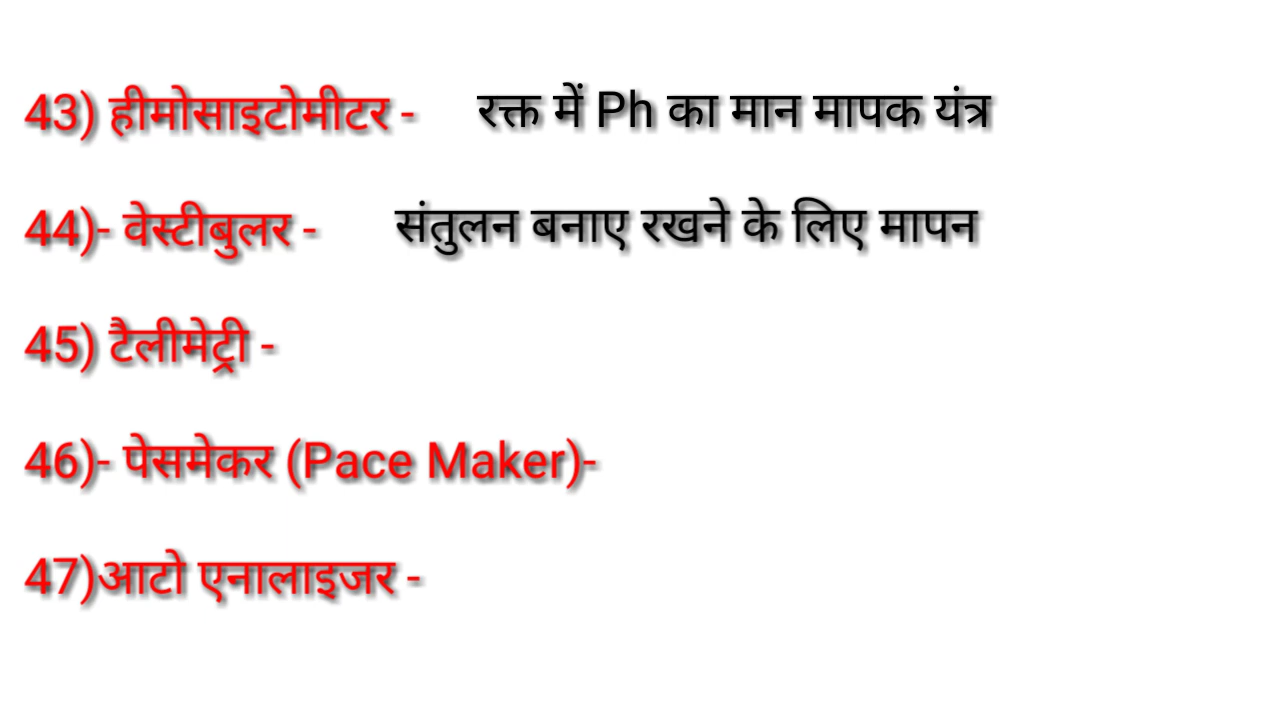 43) हीमोसाइटोमीटर - रक्त में Ph का मान मापक यंत्र
44)- वेस्टीबुलर - संतुलन बनाए रखने के लिए मापन
45) टैलीमेट्री -
46)- पेसमेकर (Pace Maker)-
47)आटो एनालाइजर -